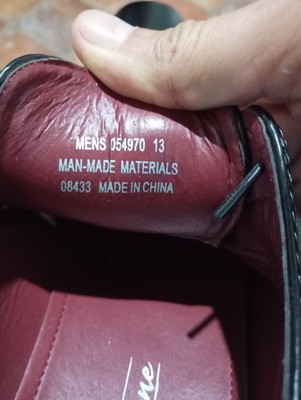 MENS 054970 13
MAN-MADE MATERIALS
08433 MADE IN CHINA